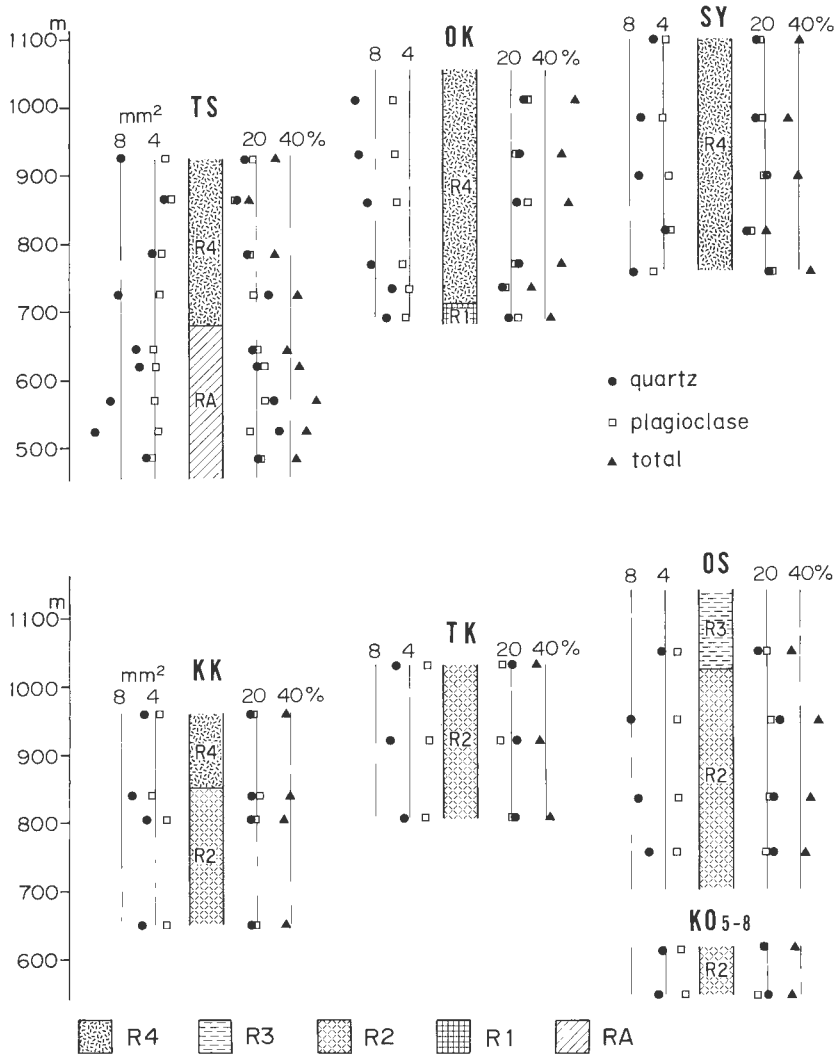 m
1100
1000
900
800
700
600
500
TS
mm²
8 4
20 40%
R4
RA
OK
8 4
20 40
R4
R1
SY
8 4
20 40%
R4
● quartz
□ plagioclase
▲ total
m
1100
1000
900
800
700
600
KK
mm²
8 4
20 40%
R4
R2
TK
8 4
20 40%
R2
OS
8 4
20 40%
R3
R2
KO5-8
R2
R4 R3 R2 R1 RA